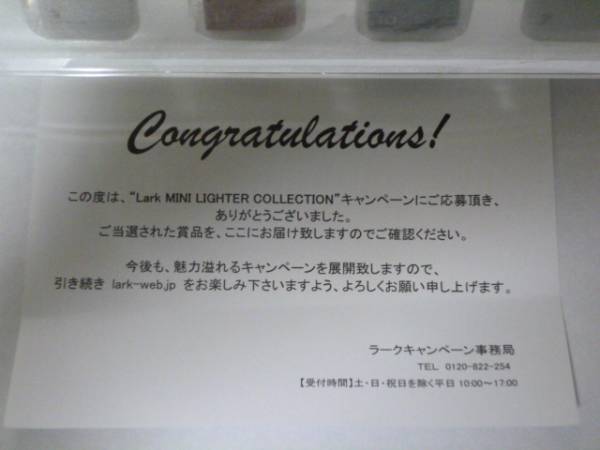 Congratulations!
この度は、“Lark MINI LIGHTER COLLECTION”キャンペーンにご応募頂き、
ありがとうございました。
ご当選された賞品を、ここにお届け致しますのでご確認ください。
今後も、魅力溢れるキャンペーンを展開致しますので、
引き続き lark-web.jp をお楽しみ下さいますよう、よろしくお願い申し上げます。
ラークキャンペーン事務局
TEL 0120-822-254
【受付時間】土・日・祝日を除く平日 10:00～17:00